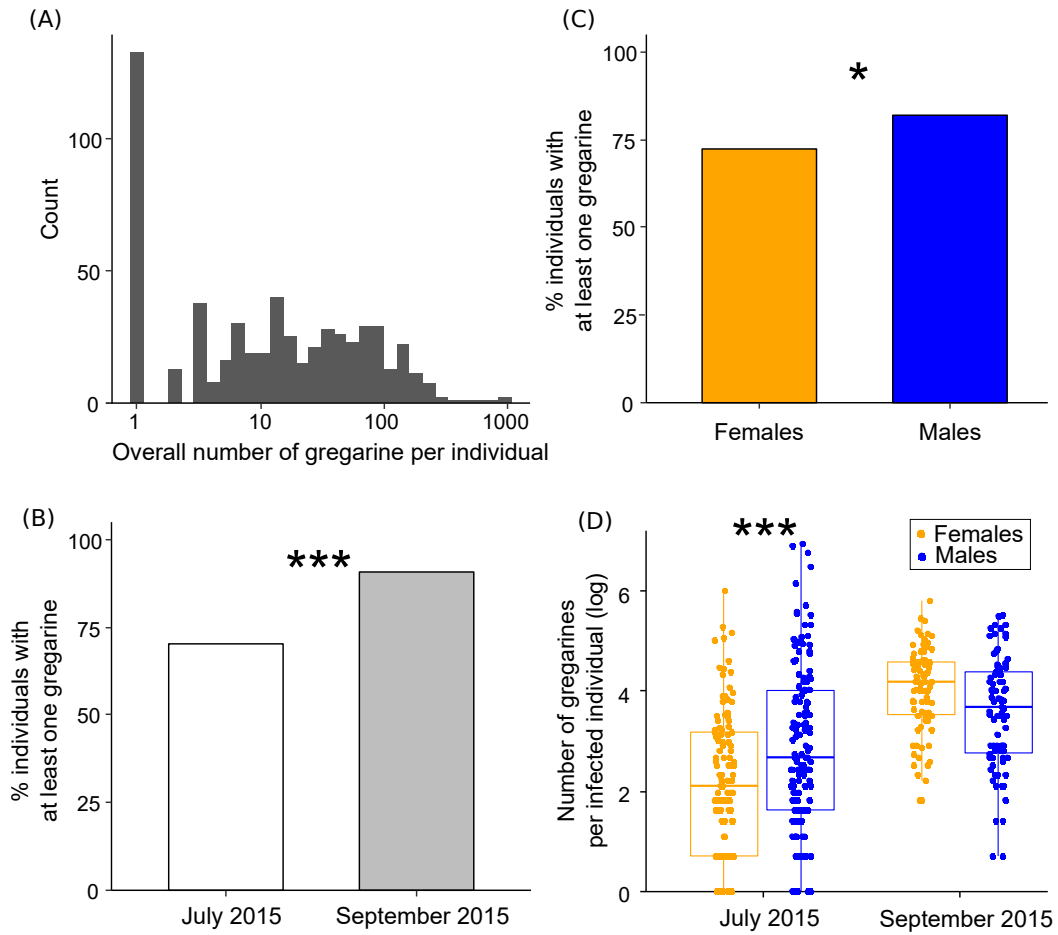 (A)
Count
100
50
0
1
10
100
1000
Overall number of gregarine per individual
(C)
% individuals with
at least one gregarine
100
75
50
25
0
*
Females
Males
(B)
% individuals with
at least one gregarine
100
75
50
25
0
***
July 2015
September 2015
(D)
Number of gregarines
per infected individual (log)
6
4
2
0
***
Females
Males
July 2015
September 2015